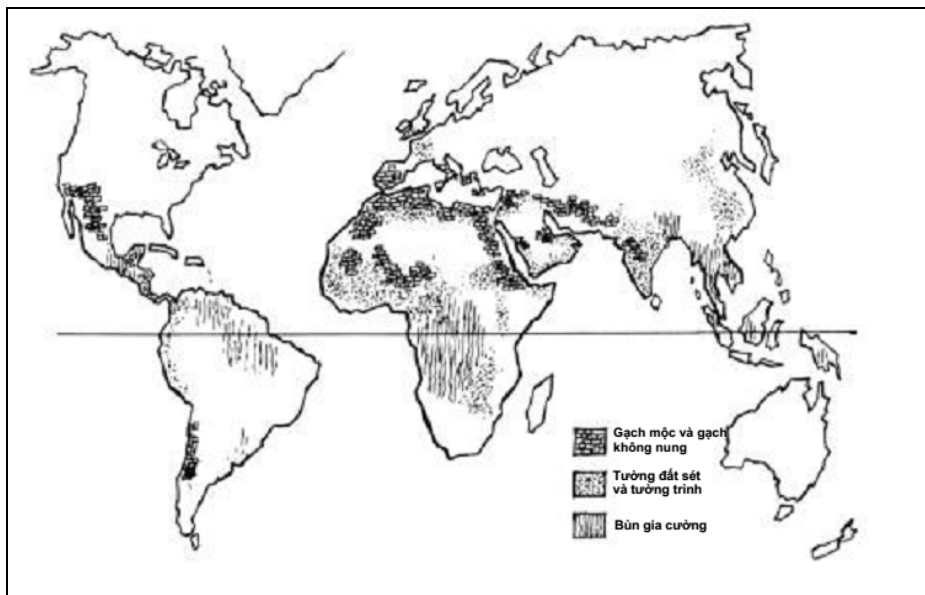 Gạch mộc và gạch
không nung
Tường đất sét
và tường trình
Bùn gia cường